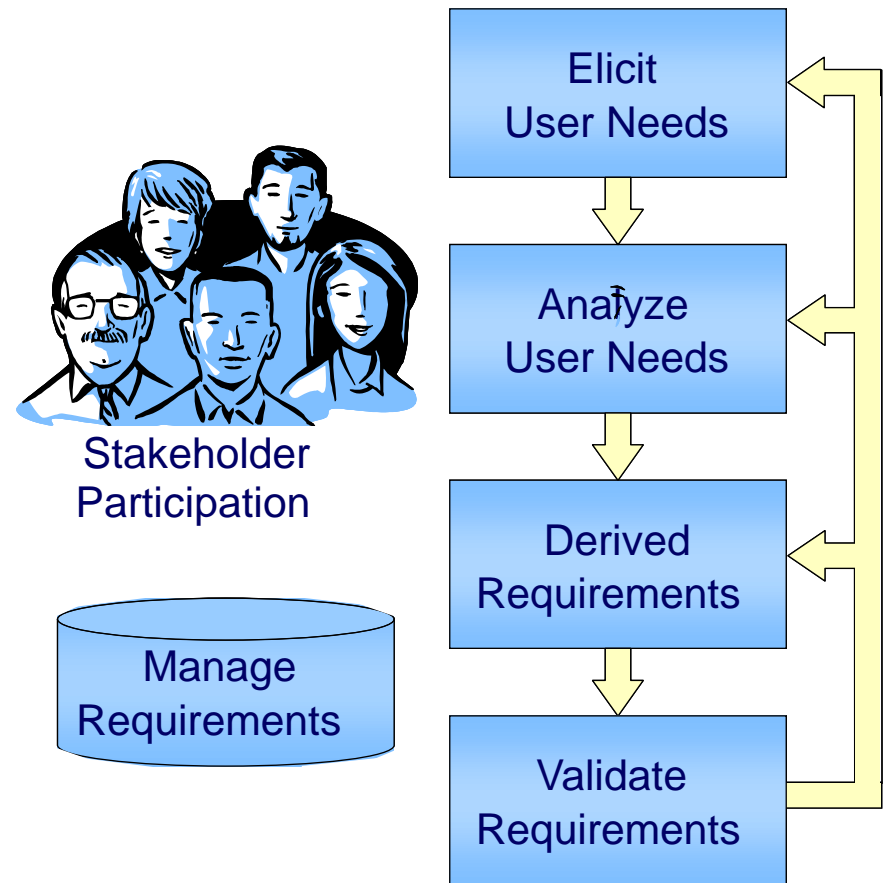 Elicit
User Needs
Analyze
User Needs
Stakeholder
Participation
Derived
Requirements
Manage
Requirements
Validate
Requirements